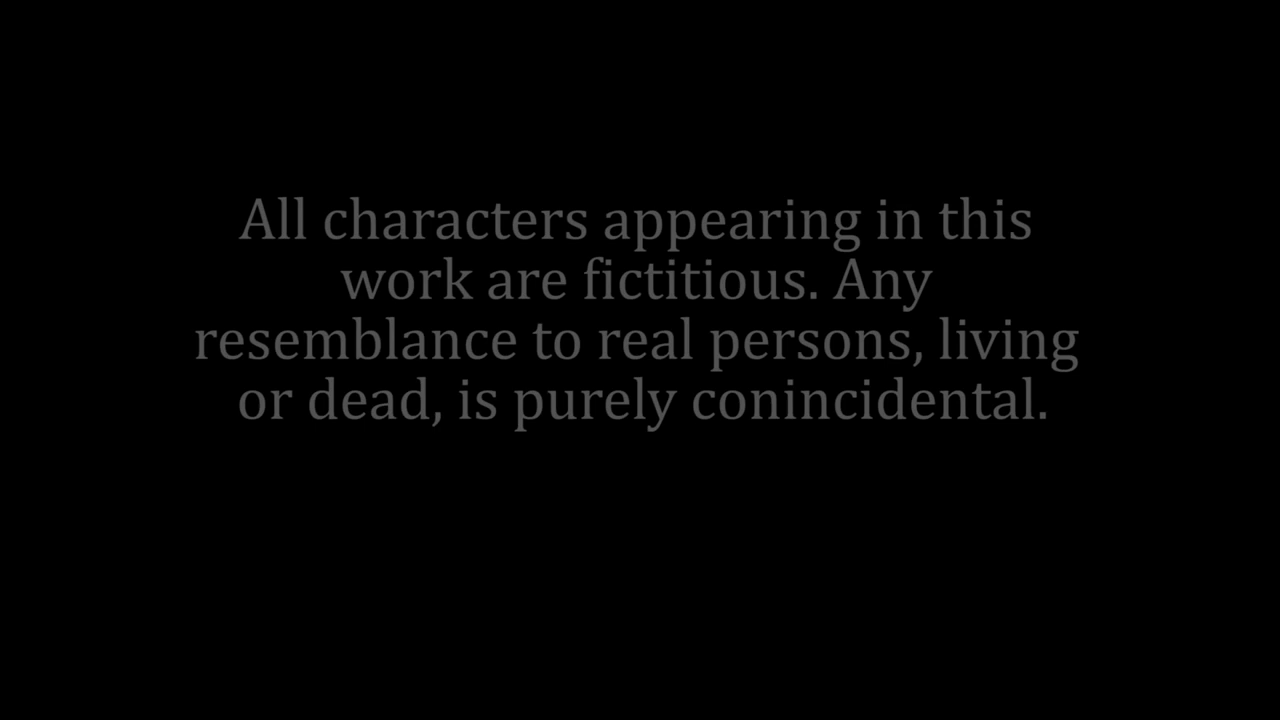 All characters appearing in this
work are fictitious. Any
resemblance to real persons, living
or dead, is purely conincidental.